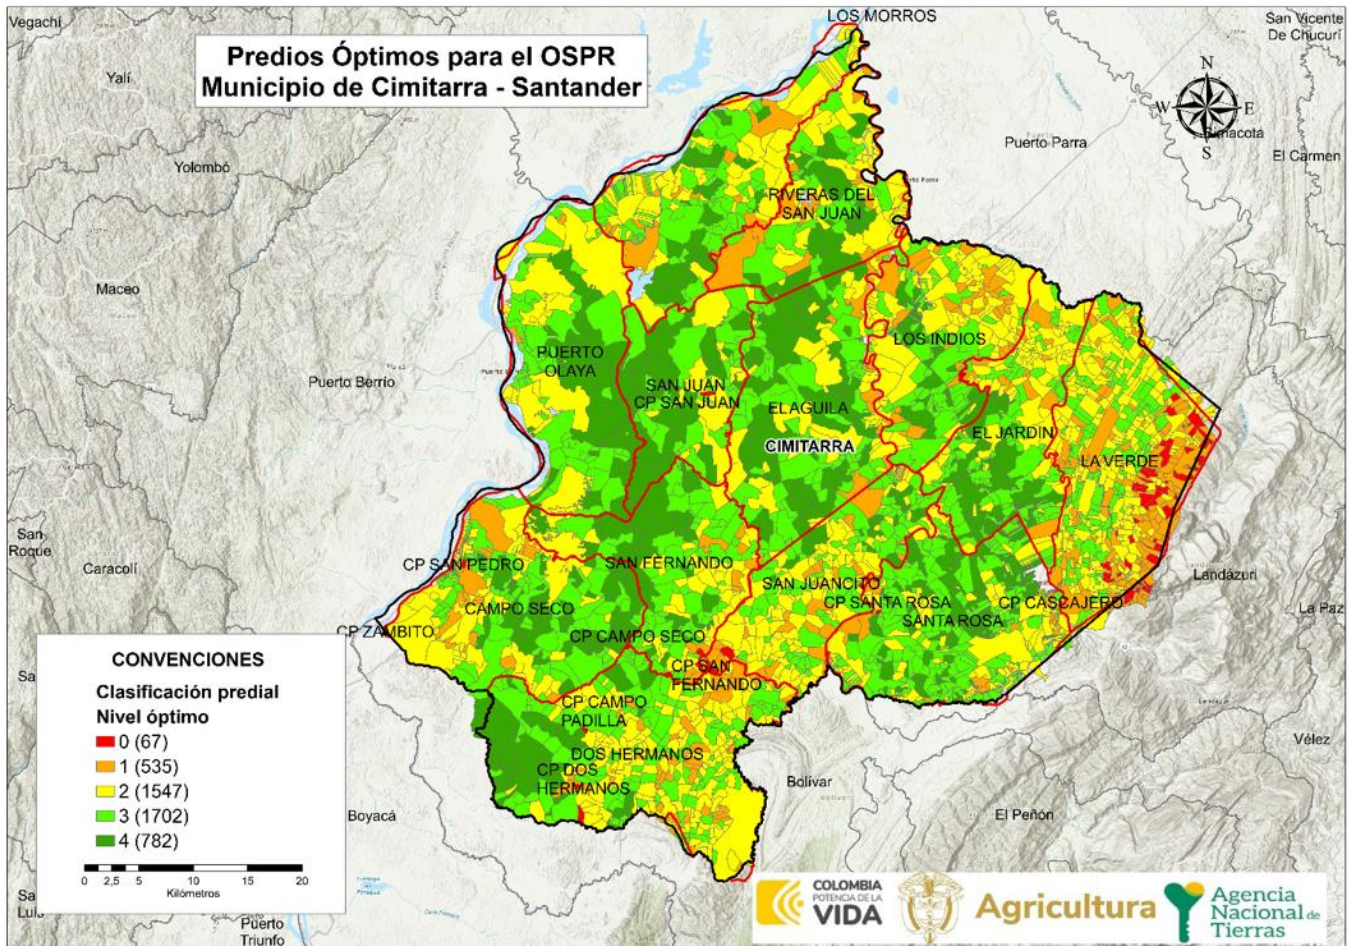 Vegachí
LOS MORROS
San Vicente
De Chucurí
Predios Óptimos para el OSPR
Municipio de Cimitarra - Santander
Yalí
N
W
E
S
Puerto Parra
El Carmen
Yolombó
RIVERAS DEL
SAN JUAN
Maceo
LOS INDIOS
PUERTO
OLAYA
Puerto Berrío
SAN JUAN
CP SAN JUAN
EL AGUILA
EL JARDIN
CIMITARRA
LA VERDE
San
Roque
Caracolí
CP SAN PEDRO
SAN FERNANDO
SAN JUANCITO
Landázuri
CAMPO SECO
CP SANTA ROSA
CP CASCAJERO
SANTA ROSA
La Paz
CP ZAMBITO
CP CAMPO SECO
CP SAN
FERNANDO
CONVENCIONES
Clasificación predial
Nivel óptimo
0 (67)
1 (535)
2 (1547)
3 (1702)
4 (782)
0 2,5 5 10 15 20
Kilómetros
CP CAMPO
PADILLA
DOS HERMANOS
CP DOS
HERMANOS
Vélez
Bolívar
Boyacá
El Peñón
Puerto
Triunfo
COLOMBIA
POTENCIA DE LA
VIDA
Agricultura
Agencia
Nacional de
Tierras